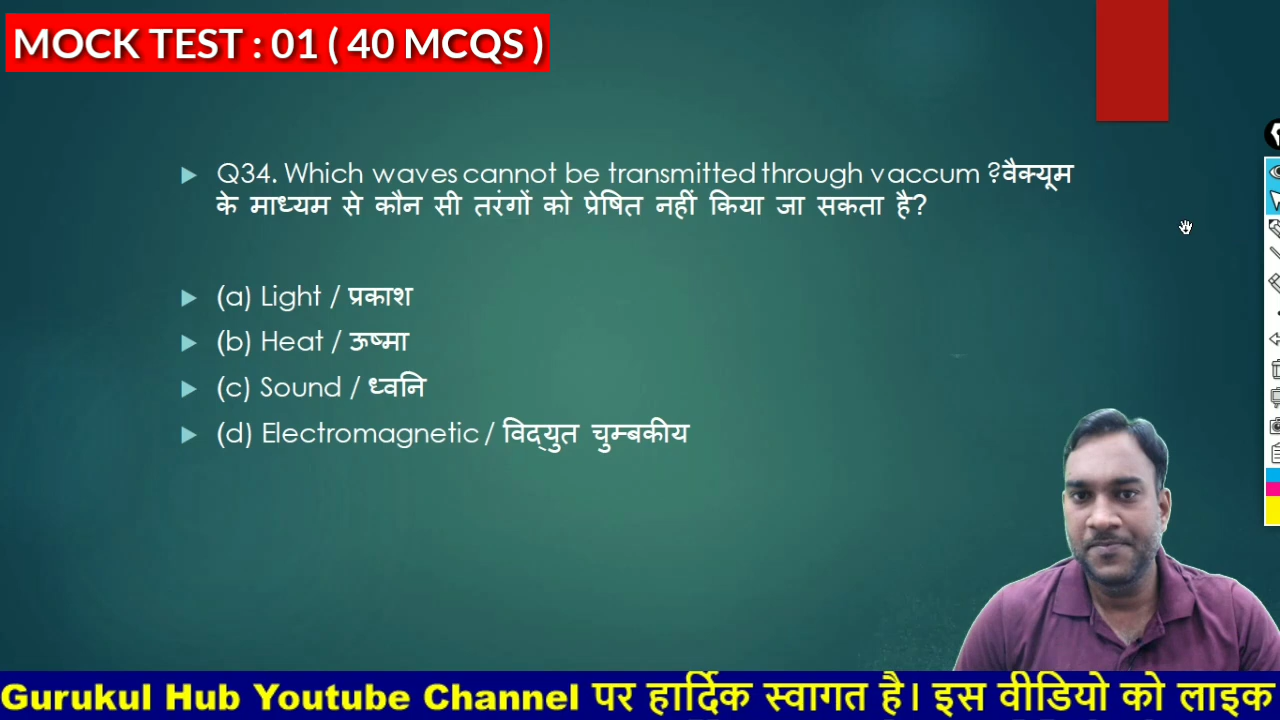 MOCK TEST : 01 ( 40 MCQS )
Q34. Which waves cannot be transmitted through vaccum ?वैक्यूम
के माध्यम से कौन सी तरंगों को प्रेषित नहीं किया जा सकता है?
(a) Light / प्रकाश
(b) Heat / ऊष्मा
(c) Sound / ध्वनि
(d) Electromagnetic / विद्युत चुम्बकीय
Gurukul Hub Youtube Channel पर हार्दिक स्वागत है। इस वीडियो को लाइक